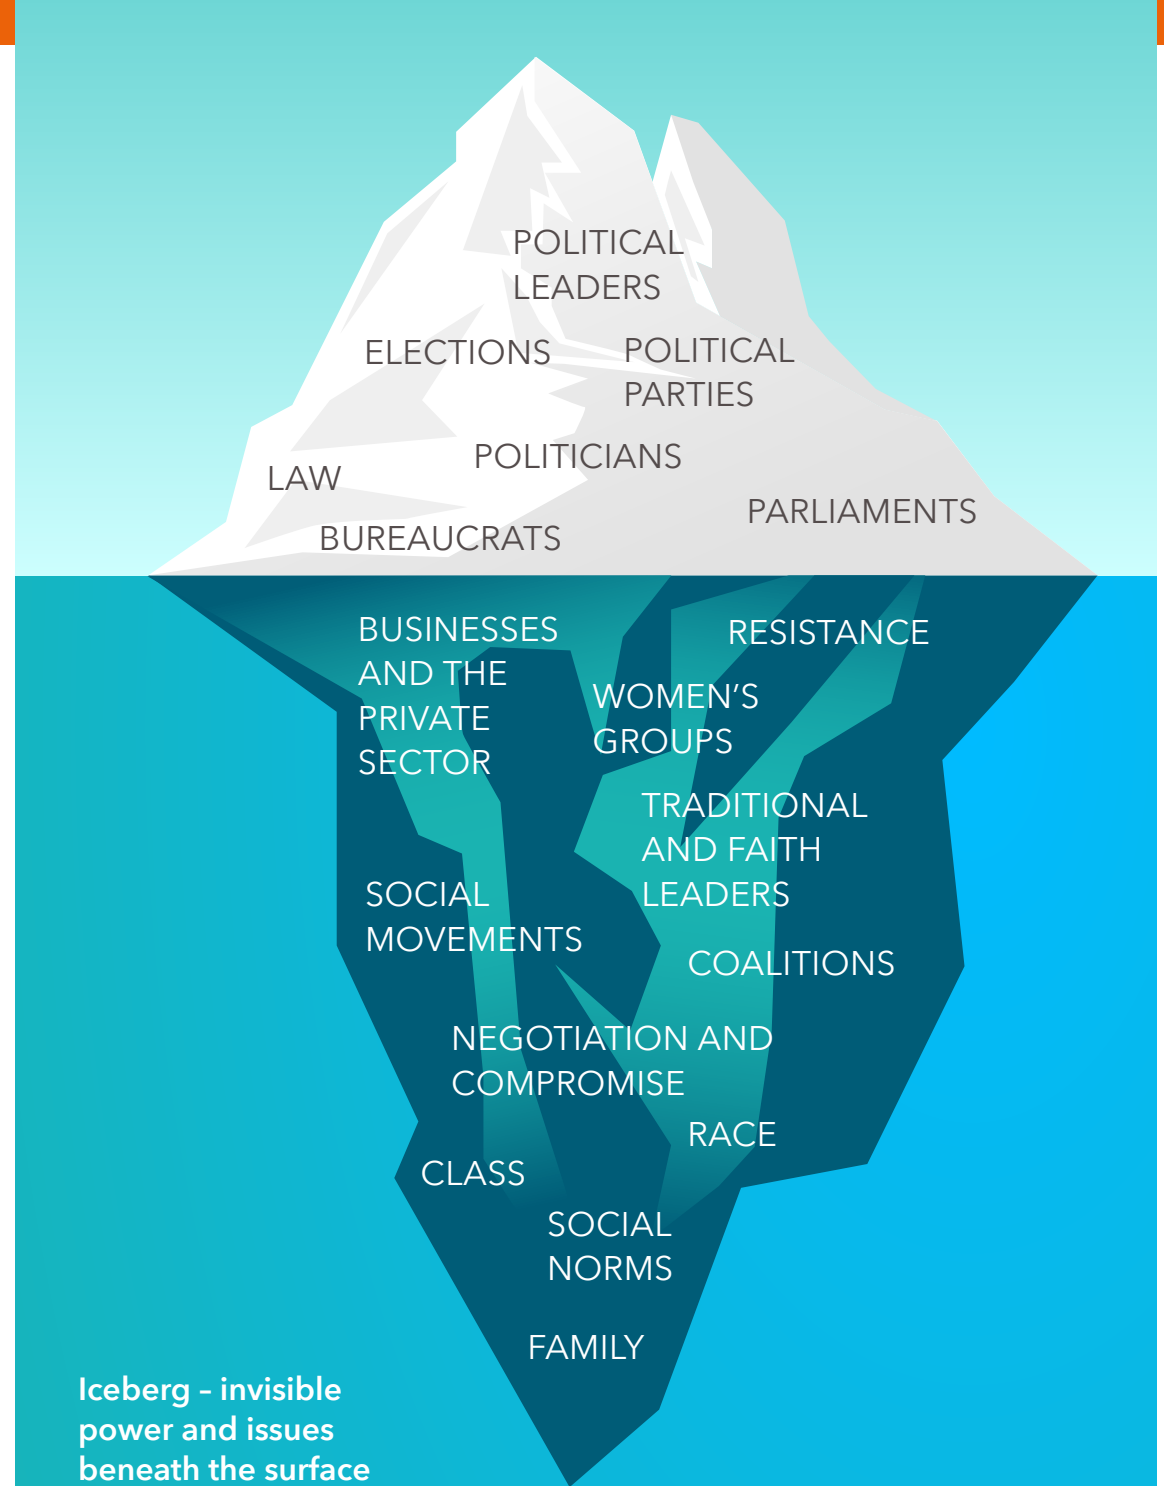 POLITICAL
LEADERS
ELECTIONS
POLITICAL
PARTIES
POLITICIANS
LAW
PARLIAMENTS
BUREAUCRATS
BUSINESSES
AND THE
PRIVATE
SECTOR
RESISTANCE
WOMEN’S
GROUPS
TRADITIONAL
AND FAITH
LEADERS
SOCIAL
MOVEMENTS
COALITIONS
NEGOTIATION AND
COMPROMISE
RACE
CLASS
SOCIAL
NORMS
FAMILY
Iceberg – invisible
power and issues
beneath the surface